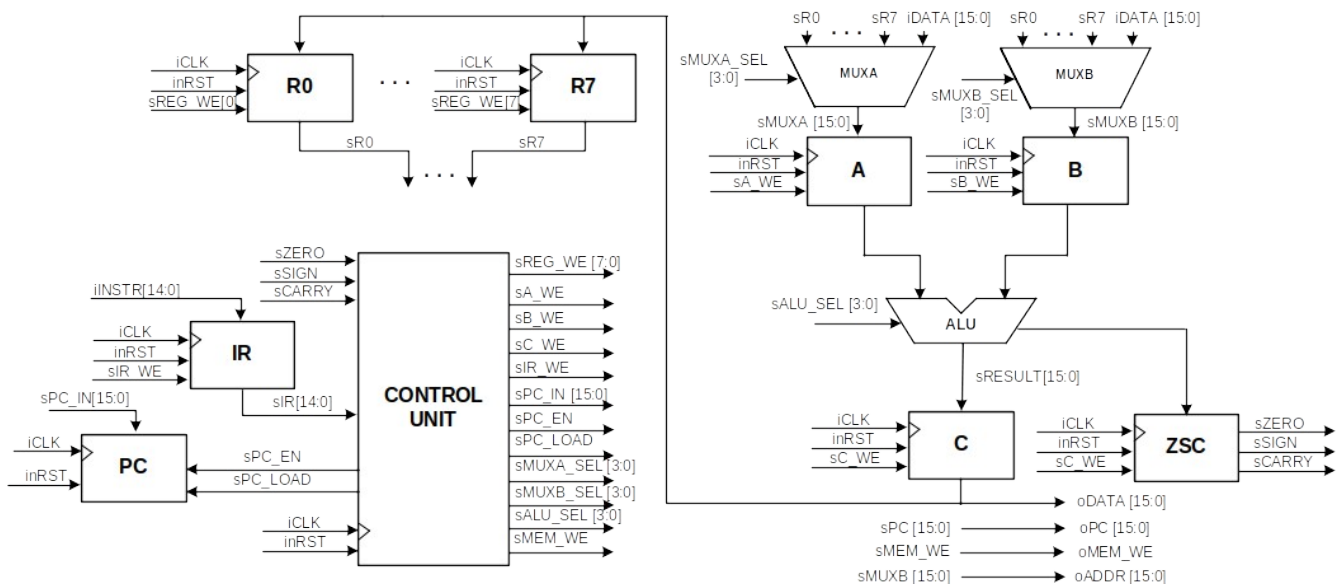 sR0 sR7 iDATA [15:0]
sR0 sR7 iDATA [15:0]
iCLK
inRST
sREG_WE[0]
R0
. . .
iCLK
inRST
sREG_WE[7]
R7
sR0
sR7
. . .
sMUXA_SEL
[3:0]
MUXA
sMUXB_SEL
[3:0]
MUXB
sMUXA [15:0]
sMUXB [15:0]
iCLK
inRST
sA_WE
A
iCLK
inRST
sB_WE
B
sZERO
sSIGN
sCARRY
iINSTR[14:0]
iCLK
inRST
sIR_WE
IR
sIR[14:0]
sPC_IN[15:0]
iCLK
inRST
PC
sPC_EN
sPC_LOAD
iCLK
inRST
CONTROL
UNIT
sREG_WE [7:0]
sA_WE
sB_WE
sC_WE
sIR_WE
sPC_IN [15:0]
sPC_EN
sPC_LOAD
sMUXA_SEL [3:0]
sMUXB_SEL [3:0]
sALU_SEL [3:0]
sMEM_WE
sALU_SEL [3:0]
ALU
sRESULT[15:0]
iCLK
inRST
sC_WE
C
iCLK
inRST
sC_WE
ZSC
sZERO
sSIGN
sCARRY
oDATA [15:0]
sPC [15:0] oPC [15:0]
sMEM_WE oMEM_WE
sMUXB [15:0] oADDR [15:0]